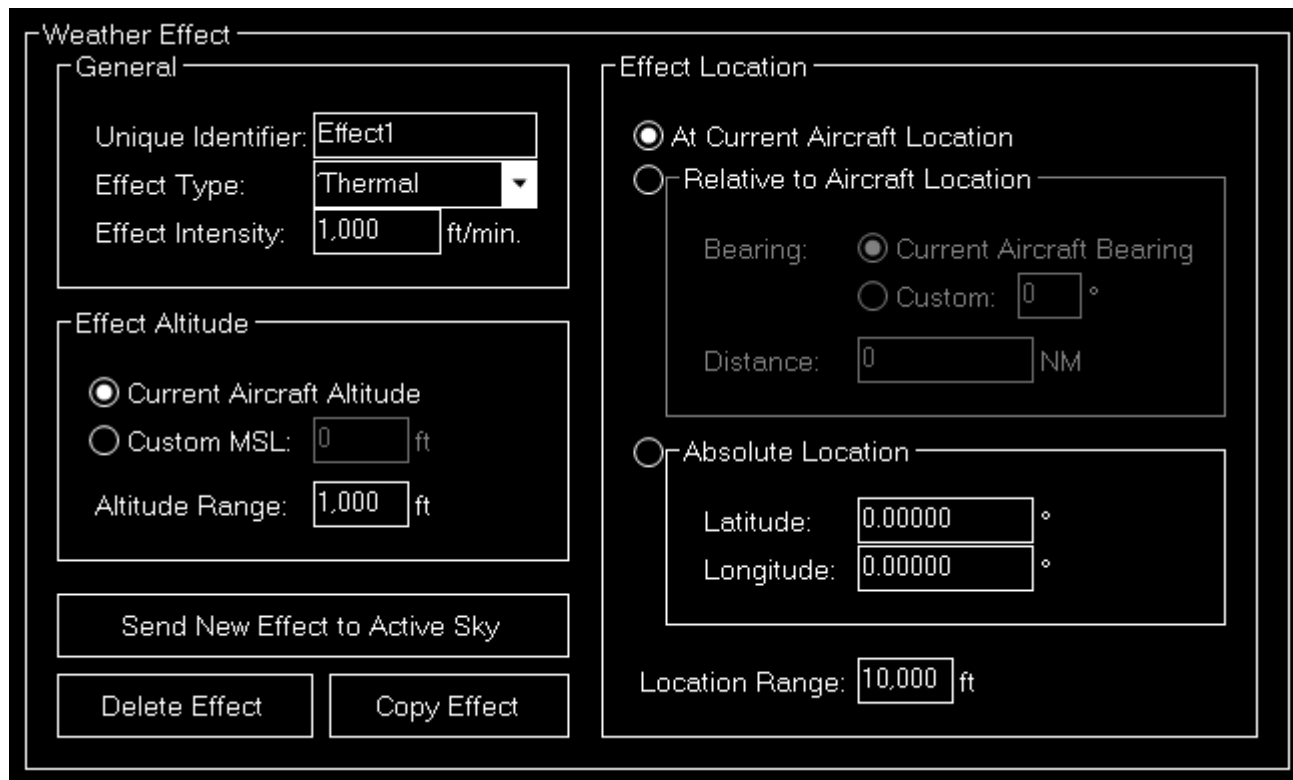 Weather Effect
General
Unique Identifier: Effect1
Effect Type: Thermal
Effect Intensity: 1,000 ft/min.
Effect Altitude
Current Aircraft Altitude
Custom MSL: 0 ft
Altitude Range: 1,000 ft
Send New Effect to Active Sky
Delete Effect
Copy Effect
Effect Location
At Current Aircraft Location
Relative to Aircraft Location
Bearing: Current Aircraft Bearing
Custom: 0 °
Distance: 0 NM
Absolute Location
Latitude: 0.00000 °
Longitude: 0.00000 °
Location Range: 10,000 ft